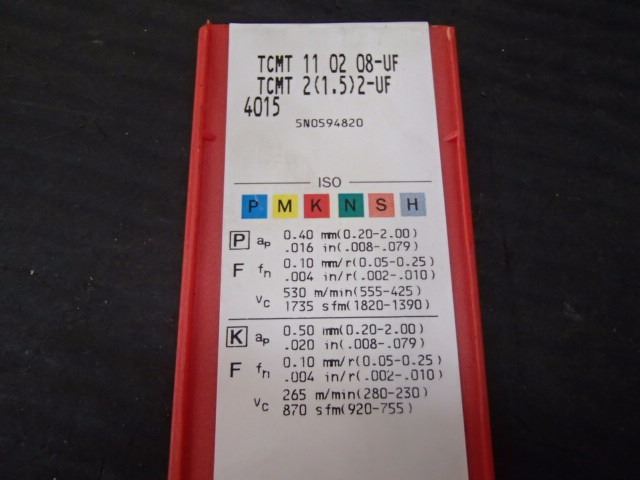 TCMT 11 02 08-UF
TCMT 2(1.5)2-UF
4015
5N0594820
ISO
P M K N S H
P ap 0.40 mm(0.20-2.00)
.016 in(.008-.079)
F fn 0.10 mm/r(0.05-0.25)
.004 in/r(.002-.010)
vc 530 m/min(555-425)
1735 sfm(1820-1390)
K ap 0.50 mm(0.20-2.00)
.020 in(.008-.079)
F fn 0.10 mm/r(0.05-0.25)
.004 in/r(.002-.010)
vc 265 m/min(280-230)
870 sfm(920-755)